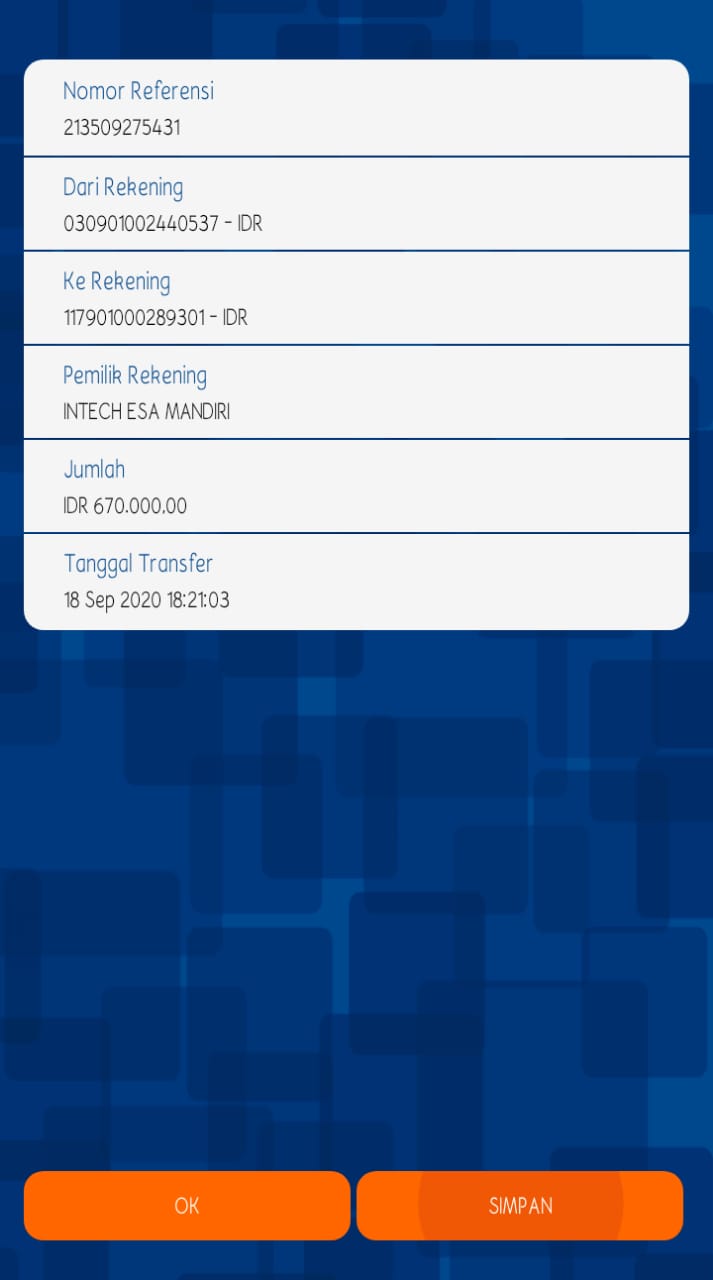 Nomor Referensi
213509275431
Dari Rekening
030901002440537 - IDR
Ke Rekening
117901000289301 - IDR
Pemilik Rekening
INTECH ESA MANDIRI
Jumlah
IDR 670.000,00
Tanggal Transfer
18 Sep 2020 18:21:03
OK
SIMPAN